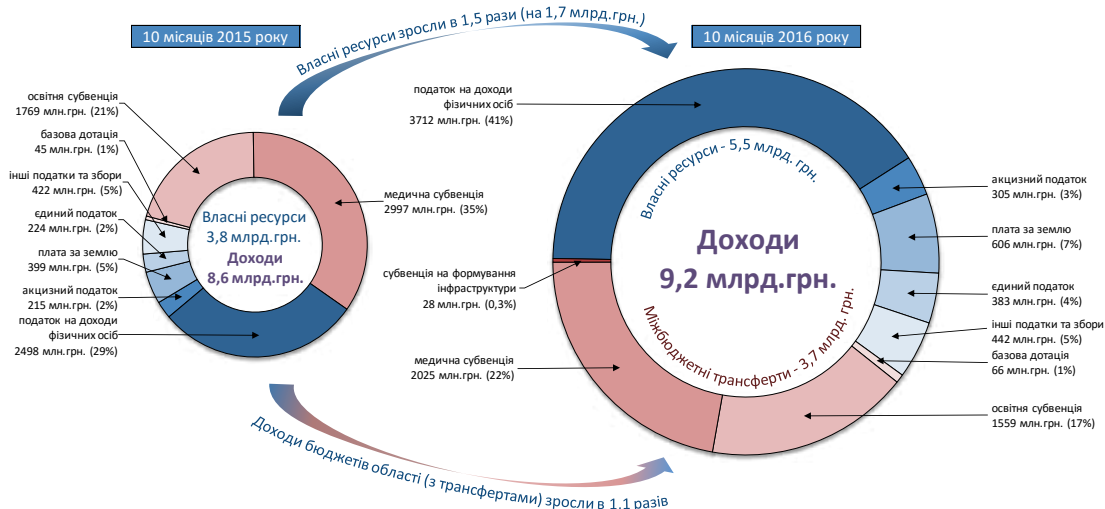 Власні ресурси зросли в 1,5 рази (на 1,7 млрд.грн.)
10 місяців 2015 року
10 місяців 2016 року
освітня субвенція
1769 млн.грн. (21%)
базова дотація
45 млн.грн. (1%)
інші податки та збори
422 млн.грн. (5%)
єдиний податок
224 млн.грн. (2%)
плата за землю
399 млн.грн. (5%)
акцизний податок
215 млн.грн. (2%)
податок на доходи
фізичних осіб
2498 млн.грн. (29%)
медична субвенція
2997 млн.грн. (35%)
Власні ресурси
3,8 млрд.грн.
Доходи
8,6 млрд.грн.
податок на доходи
фізичних осіб
3712 млн.грн. (41%)
субвенція на формування
інфраструктури
28 млн.грн. (0,3%)
медична субвенція
2025 млн.грн. (22%)
Власні ресурси - 5,5 млрд. грн.
Доходи
9,2 млрд.грн.
Міжбюджетні трансферти - 3,7 млрд. грн.
акцизний податок
305 млн.грн. (3%)
плата за землю
606 млн.грн. (7%)
єдиний податок
383 млн.грн. (4%)
інші податки та збори
442 млн.грн. (5%)
базова дотація
66 млн.грн. (1%)
освітня субвенція
1559 млн.грн. (17%)
Доходи бюджетів області (з трансфертами) зросли в 1,1 разів